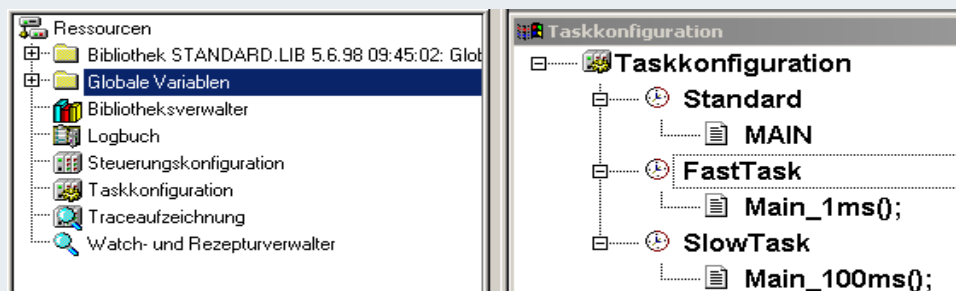 Ressourcen
Bibliothek STANDARD.LIB 5.6.98 09:45:02: Glob
Globale Variablen
Bibliotheksverwalter
Logbuch
Steuerungskonfiguration
Taskkonfiguration
Traceaufzeichnung
Watch- und Rezepturverwalter
Taskkonfiguration
Taskkonfiguration
Standard
MAIN
FastTask
Main_1ms();
SlowTask
Main_100ms();